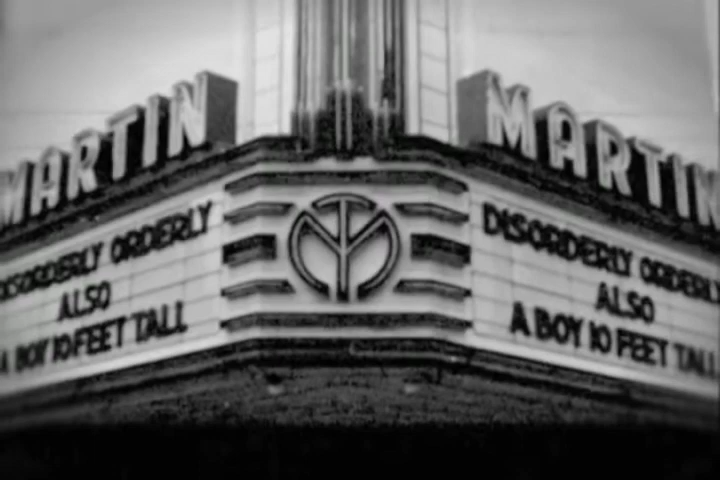 MARTIN
DISORDERLY ORDERLY
ALSO
A BOY 10 FEET TALL
MARTIN
DISORDERLY ORDERLY
ALSO
A BOY 10 FEET TALL